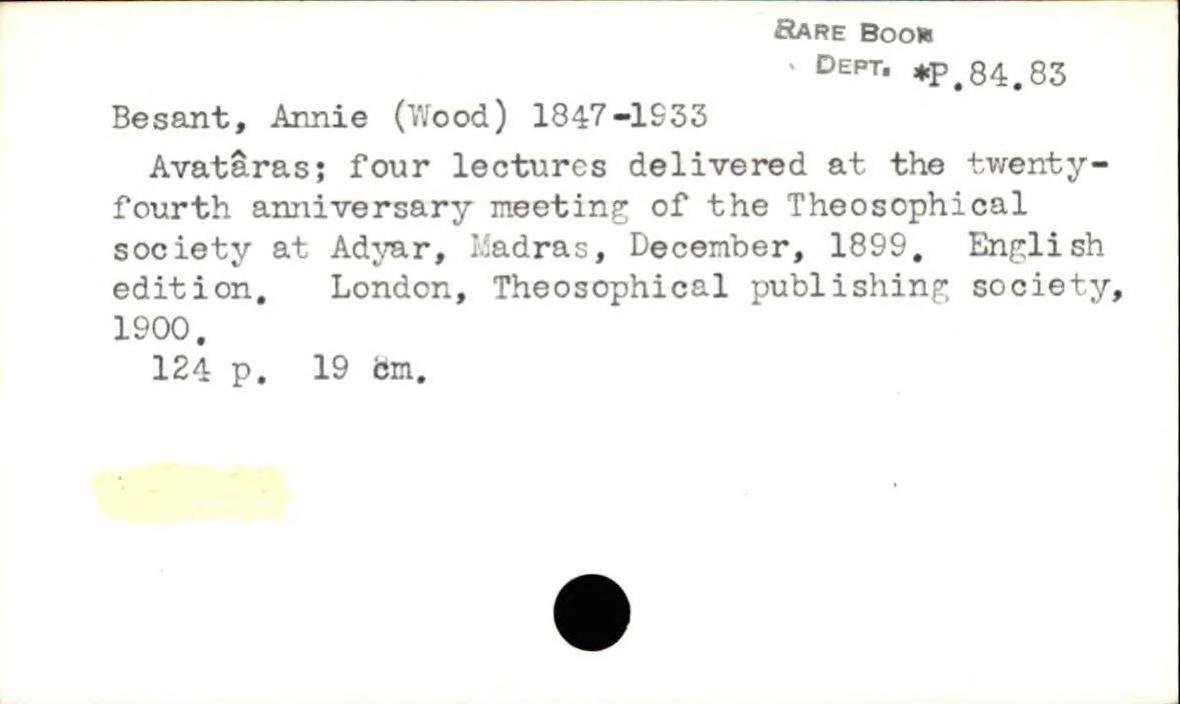 RARE BOOK
DEPT. *P.84.83
Besant, Annie (Wood) 1847-1933
Avatâras; four lectures delivered at the twenty-
fourth anniversary meeting of the Theosophical
society at Adyar, Madras, December, 1899. English
edition. London, Theosophical publishing society,
1900.
124 p. 19 cm.